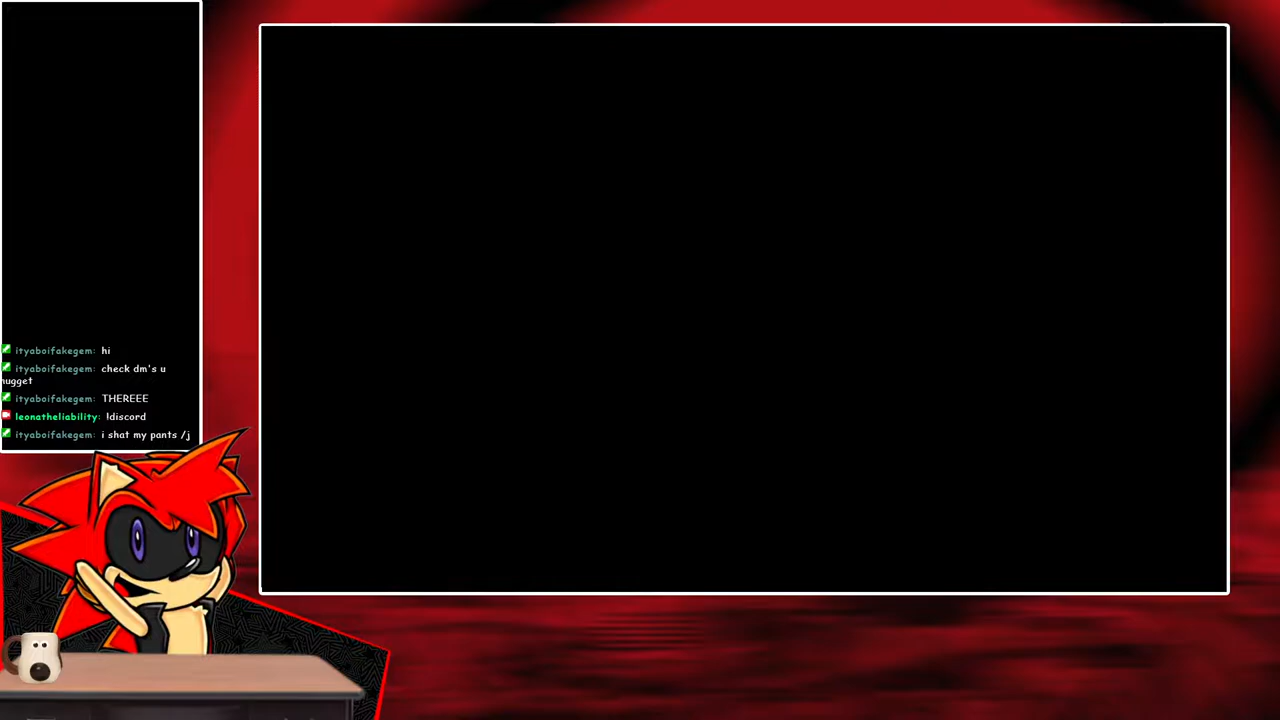 ityaboifakegem: hi
ityaboifakegem: check dm's u
nugget
ityaboifakegem: THEREEE
leonatheliability: !discord
ityaboifakegem: i shat my pants /j